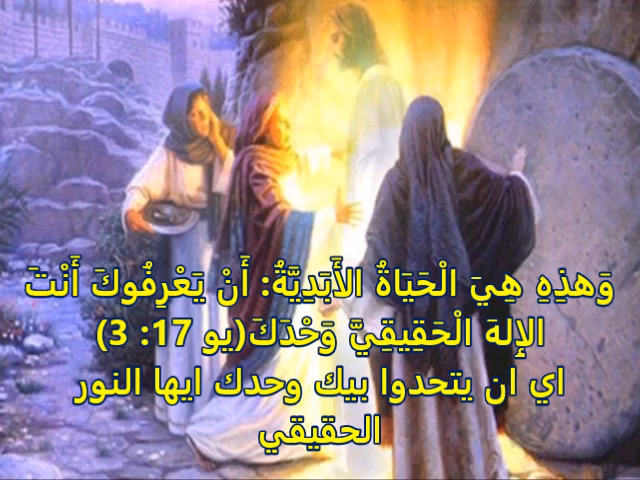 وَهذِهِ هِيَ الْحَيَاةُ الأَبَدِيَّةُ: أَنْ يَعْرِفُوكَ أَنْتَ
الإِلهَ الْحَقِيقِيَّ وَحْدَكَ(يو 17: 3)
اي ان يتحدوا بيك وحدك ايها النور
الحقيقي